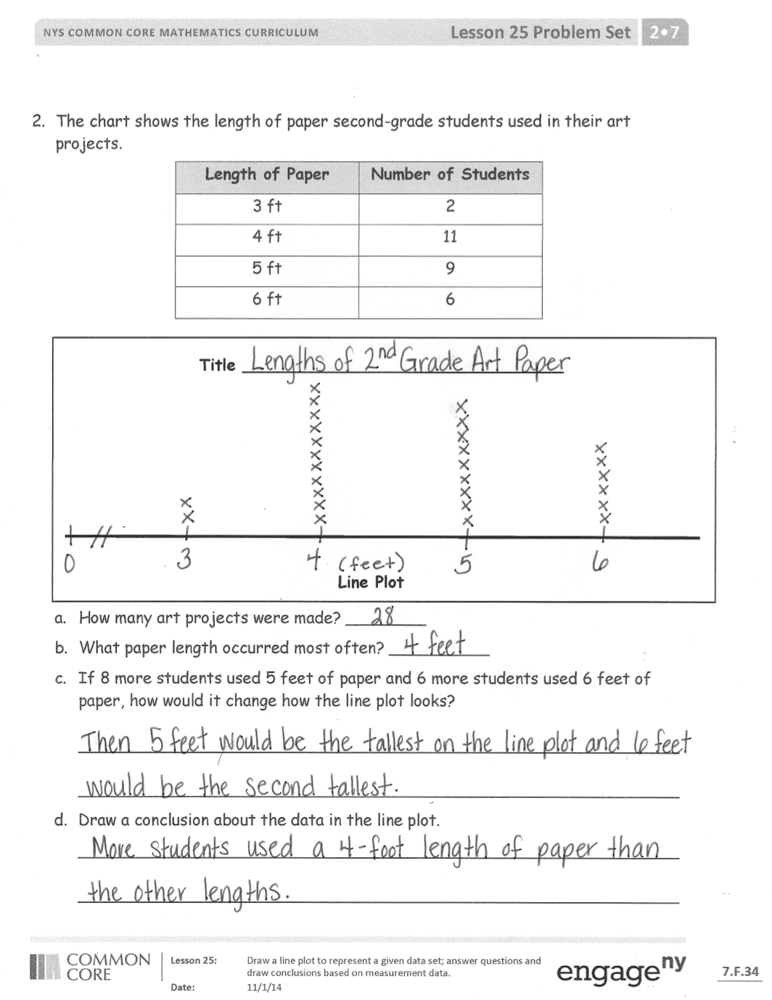 NYS COMMON CORE MATHEMATICS CURRICULUM
Lesson 25 Problem Set 2•7
2. The chart shows the length of paper second-grade students used in their art
projects.
Length of Paper Number of Students
3 ft 2
4 ft 11
5 ft 9
6 ft 6
Title Lengths of 2nd Grade Art Paper
0 3 4 5 6
(feet)
Line Plot
a. How many art projects were made? 28
b. What paper length occurred most often? 4 feet
c. If 8 more students used 5 feet of paper and 6 more students used 6 feet of
paper, how would it change how the line plot looks?
Then 5 feet would be the tallest on the line plot and 6 feet
would be the second tallest.
d. Draw a conclusion about the data in the line plot.
More students used a 4-foot length of paper than
the other lengths.
COMMON
CORE
Lesson 25: Draw a line plot to represent a given data set; answer questions and
draw conclusions based on measurement data.
Date: 11/1/14
engageny
7.F.34